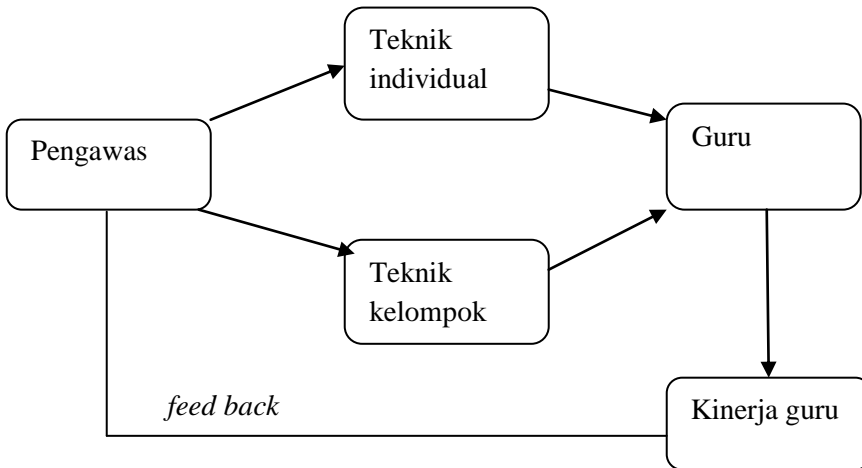 Teknik
individual
Pengawas
Guru
Teknik
kelompok
feed back
Kinerja guru